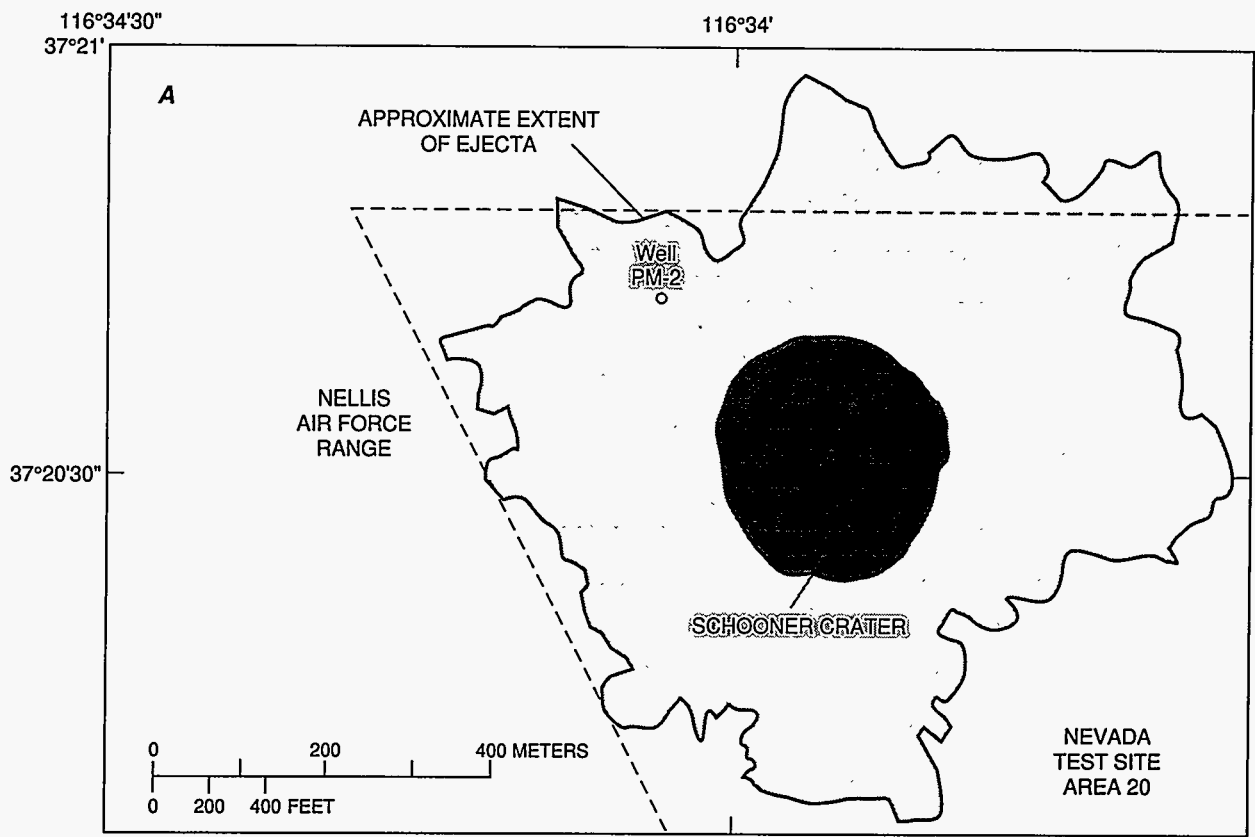 116°34'30"
116°34'
37°21'
A
APPROXIMATE EXTENT
OF EJECTA
Well
PM-2
NELLIS
AIR FORCE
RANGE
37°20'30"
SCHOONER CRATER
NEVADA
TEST SITE
AREA 20
0 200 400 METERS
0 200 400 FEET